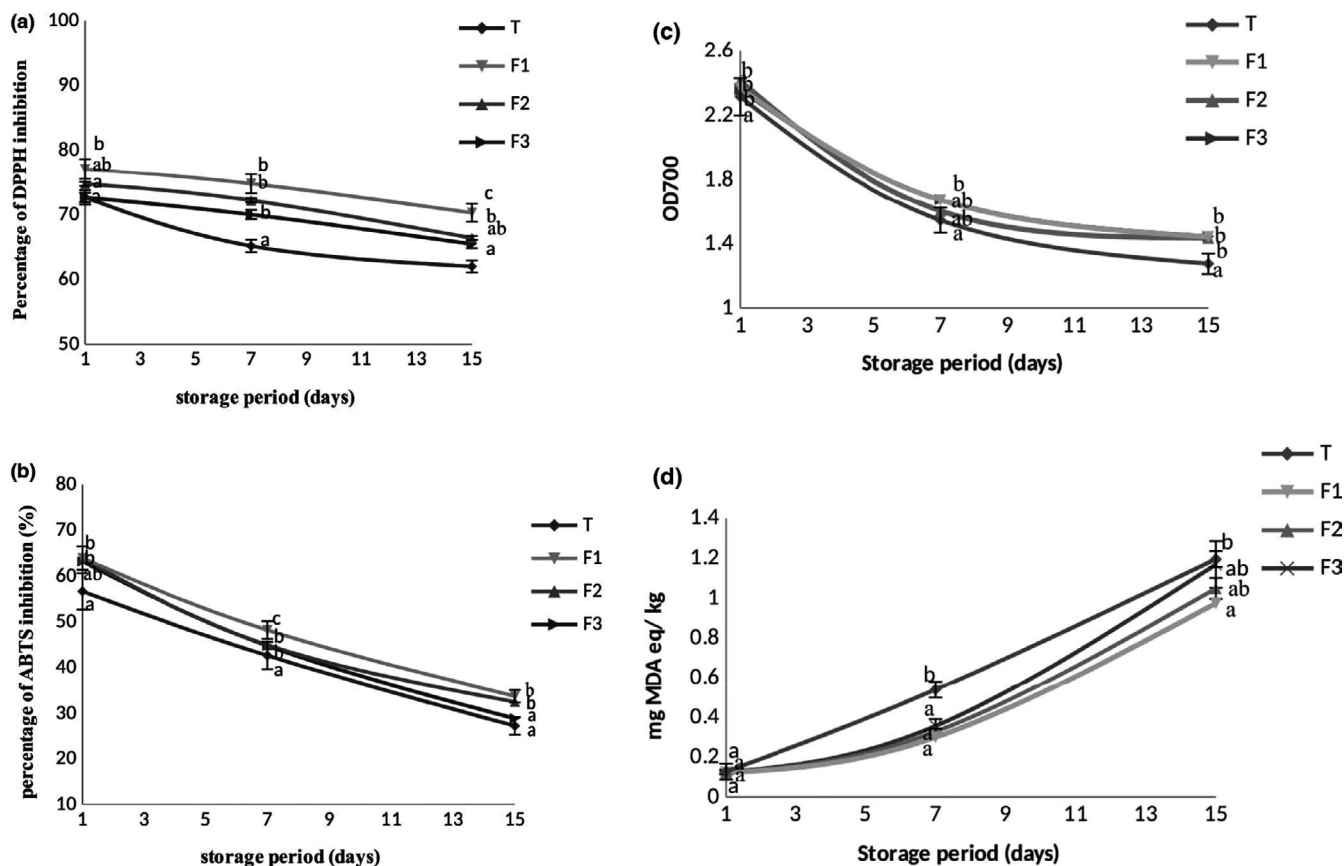 (a)
Percentage of DPPH inhibition
100
90
80
70
60
50
1 3 5 7 9 11 13 15
storage period (days)
T
F1
F2
F3
b
ab
a
a
b
b
b
a
c
b
ab
a
(c)
OD700
2.6
2.2
1.8
1.4
1
1 3 5 7 9 11 13 15
Storage period (days)
T
F1
F2
F3
b
b
b
a
b
ab
ab
a
b
b
b
a
(b)
percentage of ABTS inhibition (%)
80
70
60
50
40
30
20
10
1 3 5 7 9 11 13 15
storage period (days)
T
F1
F2
F3
b
b
ab
a
c
b
b
a
b
b
a
a
(d)
mg MDA eq/ kg
1.4
1.2
1
0.8
0.6
0.4
0.2
0
1 3 5 7 9 11 13 15
Storage period (days)
T
F1
F2
F3
a
a
a
a
b
a
a
a
b
ab
ab
a